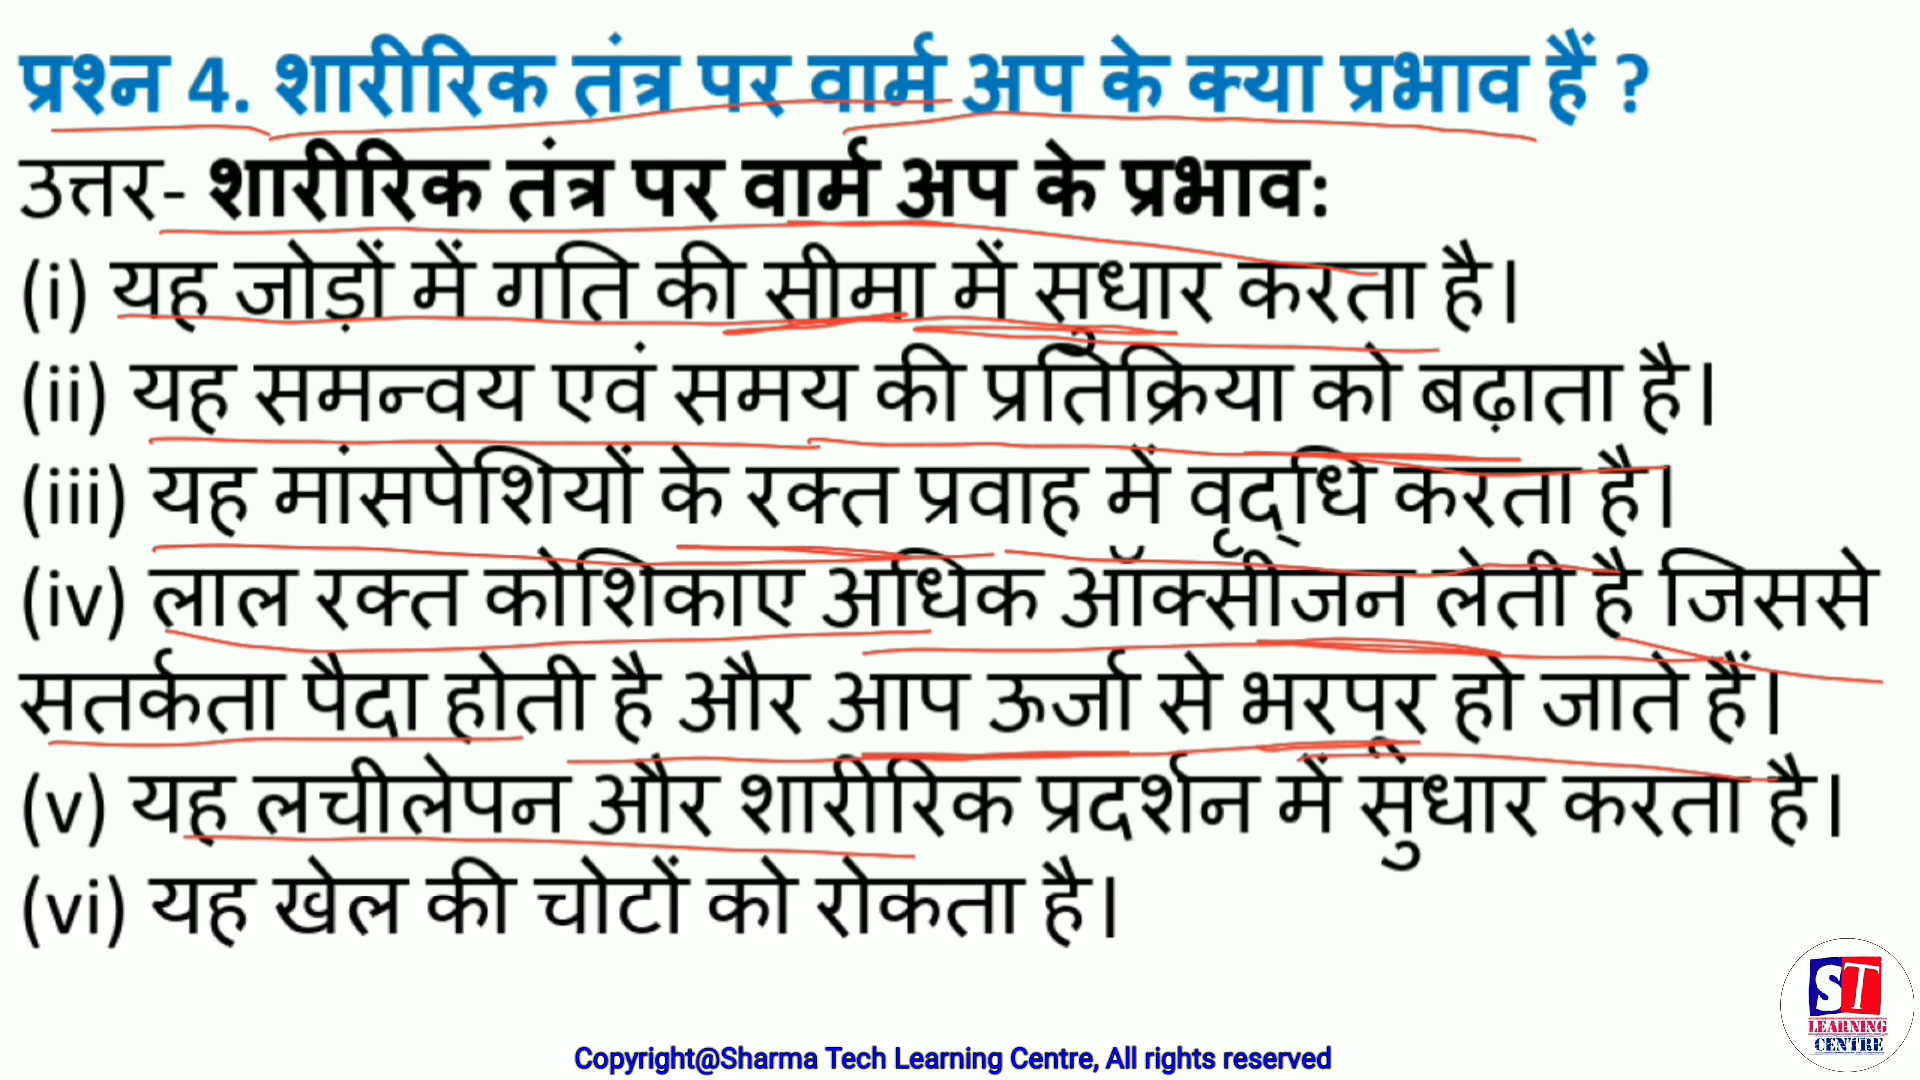 प्रश्न 4. शारीरिक तंत्र पर वार्म अप के क्या प्रभाव हैं ?
उत्तर- शारीरिक तंत्र पर वार्म अप के प्रभाव:
(i) यह जोड़ों में गति की सीमा में सुधार करता है।
(ii) यह समन्वय एवं समय की प्रतिक्रिया को बढ़ाता है।
(iii) यह मांसपेशियों के रक्त प्रवाह में वृद्धि करता है।
(iv) लाल रक्त कोशिकाए अधिक ऑक्सीजन लेती है जिससे
सतर्कता पैदा होती है और आप ऊर्जा से भरपूर हो जाते हैं।
(v) यह लचीलेपन और शारीरिक प्रदर्शन में सुधार करता है।
(vi) यह खेल की चोटों को रोकता है।
ST
LEARNING
CENTRE
Copyright@Sharma Tech Learning Centre, All rights reserved